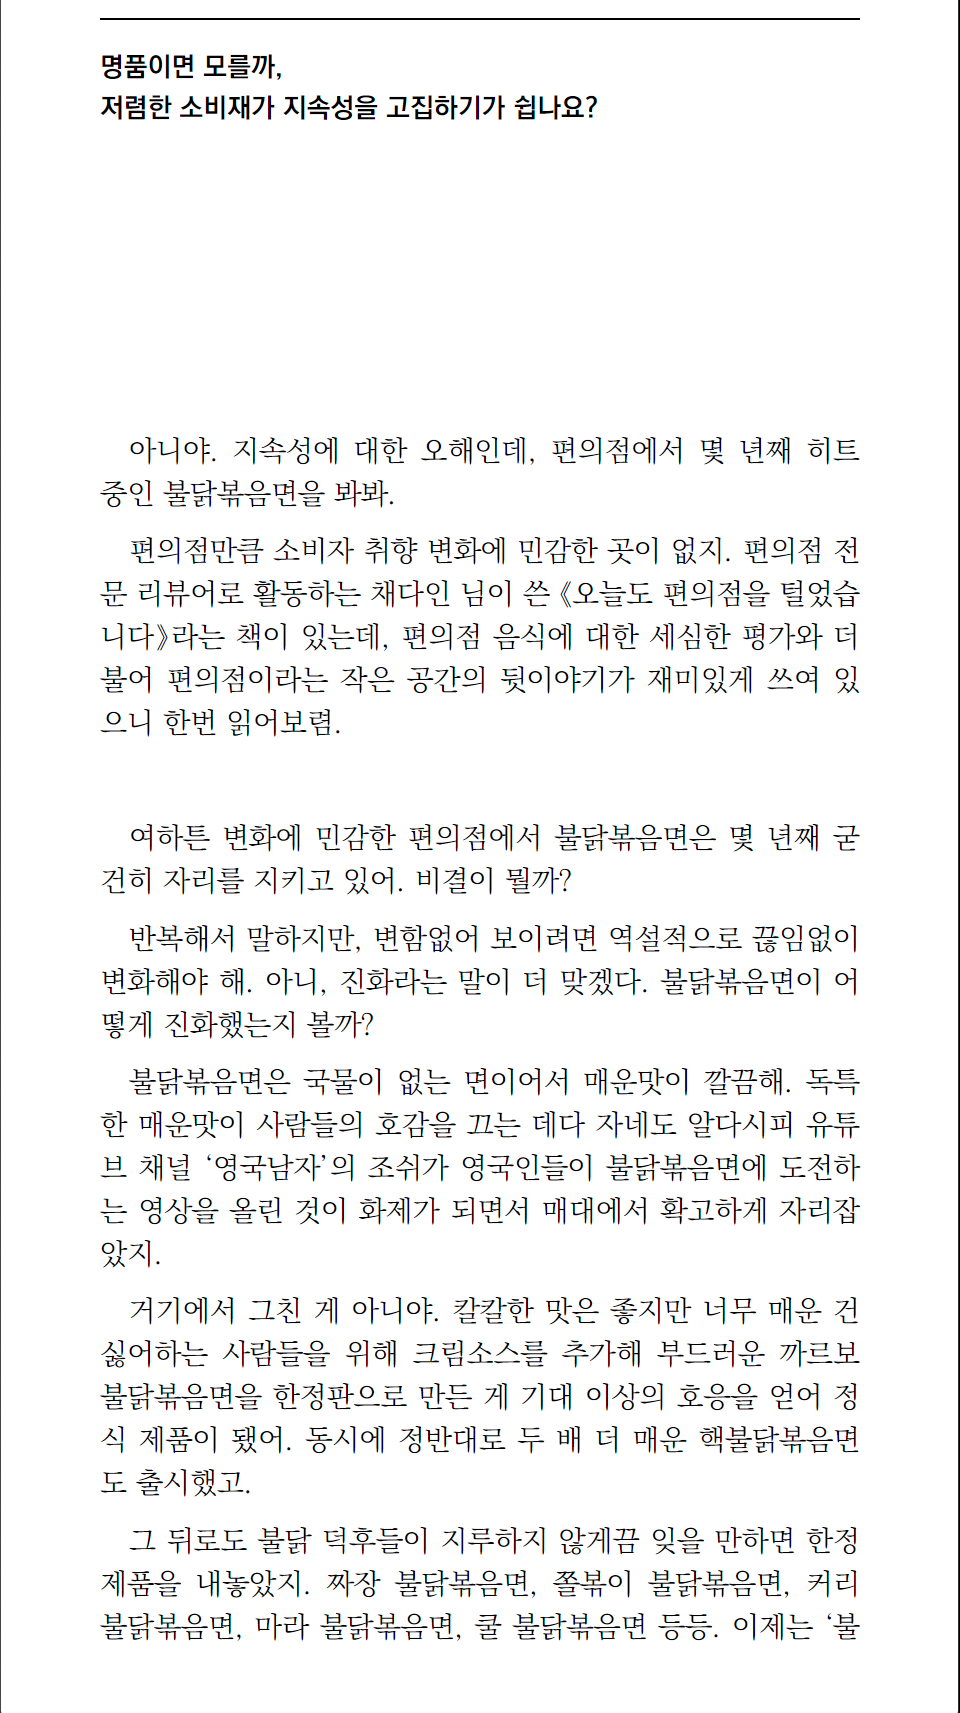 명품이면 모를까,
저렴한 소비재가 지속성을 고집하기가 쉽나요?
아니야. 지속성에 대한 오해인데, 편의점에서 몇 년째 히트
중인 불닭볶음면을 봐봐.
편의점만큼 소비자 취향 변화에 민감한 곳이 없지. 편의점 전
문 리뷰어로 활동하는 채다인 님이 쓴 《오늘도 편의점을 털었습
니다》라는 책이 있는데, 편의점 음식에 대한 세심한 평가와 더
불어 편의점이라는 작은 공간의 뒷이야기가 재미있게 쓰여 있
으니 한번 읽어보렴.
여하튼 변화에 민감한 편의점에서 불닭볶음면은 몇 년째 굳
건히 자리를 지키고 있어. 비결이 뭘까?
반복해서 말하지만, 변함없어 보이려면 역설적으로 끊임없이
변화해야 해. 아니, 진화라는 말이 더 맞겠다. 불닭볶음면이 어
떻게 진화했는지 볼까?
불닭볶음면은 국물이 없는 면이어서 매운맛이 깔끔해. 독특
한 매운맛이 사람들의 호감을 끄는 데다 자네도 알다시피 유튜
브 채널 ‘영국남자’의 조쉬가 영국인들이 불닭볶음면에 도전하
는 영상을 올린 것이 화제가 되면서 매대에서 확고하게 자리잡
았지.
거기에서 그친 게 아니야. 칼칼한 맛은 좋지만 너무 매운 건
싫어하는 사람들을 위해 크림소스를 추가해 부드러운 까르보
불닭볶음면을 한정판으로 만든 게 기대 이상의 호응을 얻어 정
식 제품이 됐어. 동시에 정반대로 두 배 더 매운 핵불닭볶음면
도 출시했고.
그 뒤로도 불닭 덕후들이 지루하지 않게끔 잊을 만하면 한정
제품을 내놓았지. 짜장 불닭볶음면, 쫄볶이 불닭볶음면, 커리
불닭볶음면, 마라 불닭볶음면, 쿨 불닭볶음면 등등. 이제는 ‘불